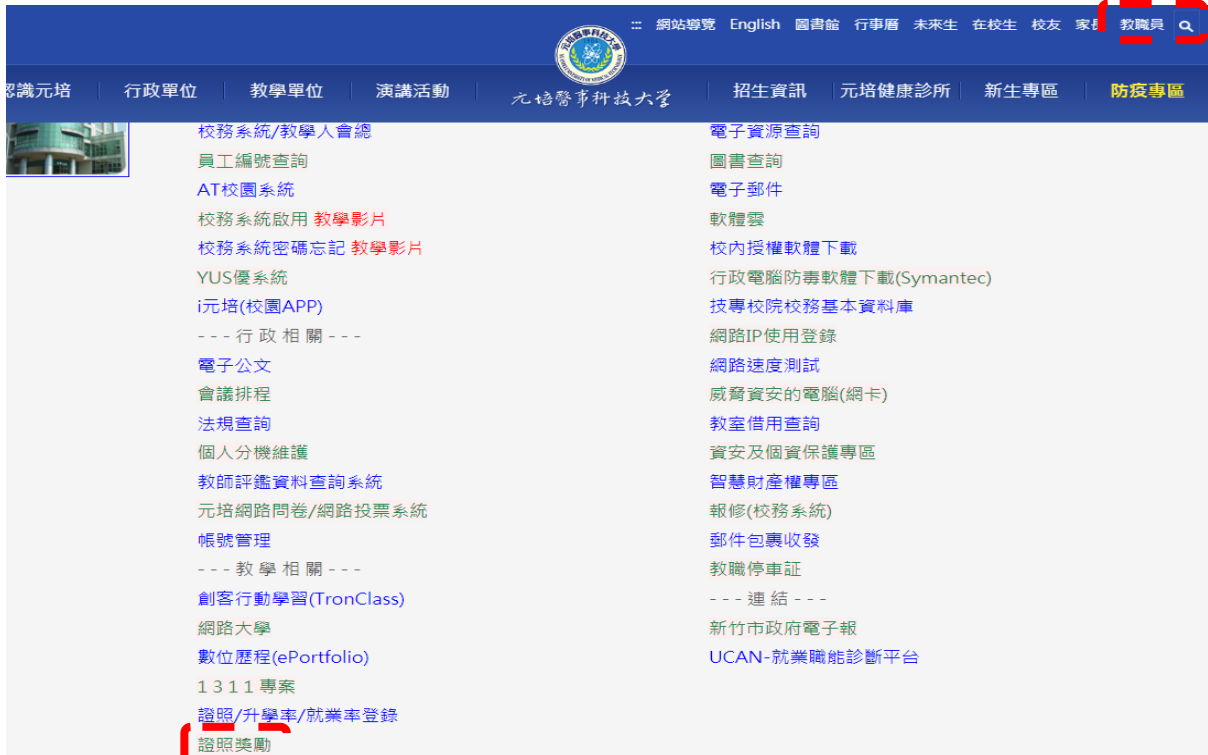 ::: 網站導覽 English 圖書館 行事曆 未來生 在校生 校友 家長 教職員
認識元培 行政單位 教學單位 演講活動 元培醫事科技大學 招生資訊 元培健康診所 新生專區 防疫專區
校務系統/教學人會總
員工編號查詢
AT校園系統
校務系統啟用 教學影片
校務系統密碼忘記 教學影片
YUS優系統
i元培(校園APP)
- - - 行 政 相 關 - - -
電子公文
會議排程
法規查詢
個人分機維護
教師評鑑資料查詢系統
元培網路問卷/網路投票系統
帳號管理
- - - 教 學 相 關 - - -
創客行動學習(TronClass)
網路大學
數位歷程(ePortfolio)
1 3 1 1 專案
證照/升學率/就業率登錄
證照獎勵
電子資源查詢
圖書查詢
電子郵件
軟體雲
校內授權軟體下載
行政電腦防毒軟體下載(Symantec)
技專校院校務基本資料庫
網路IP使用登錄
網路速度測試
威脅資安的電腦(網卡)
教室借用查詢
資安及個資保護專區
智慧財產權專區
報修(校務系統)
郵件包裹收發
教職停車証
- - - 連 結 - - -
新竹市政府電子報
UCAN-就業職能診斷平台